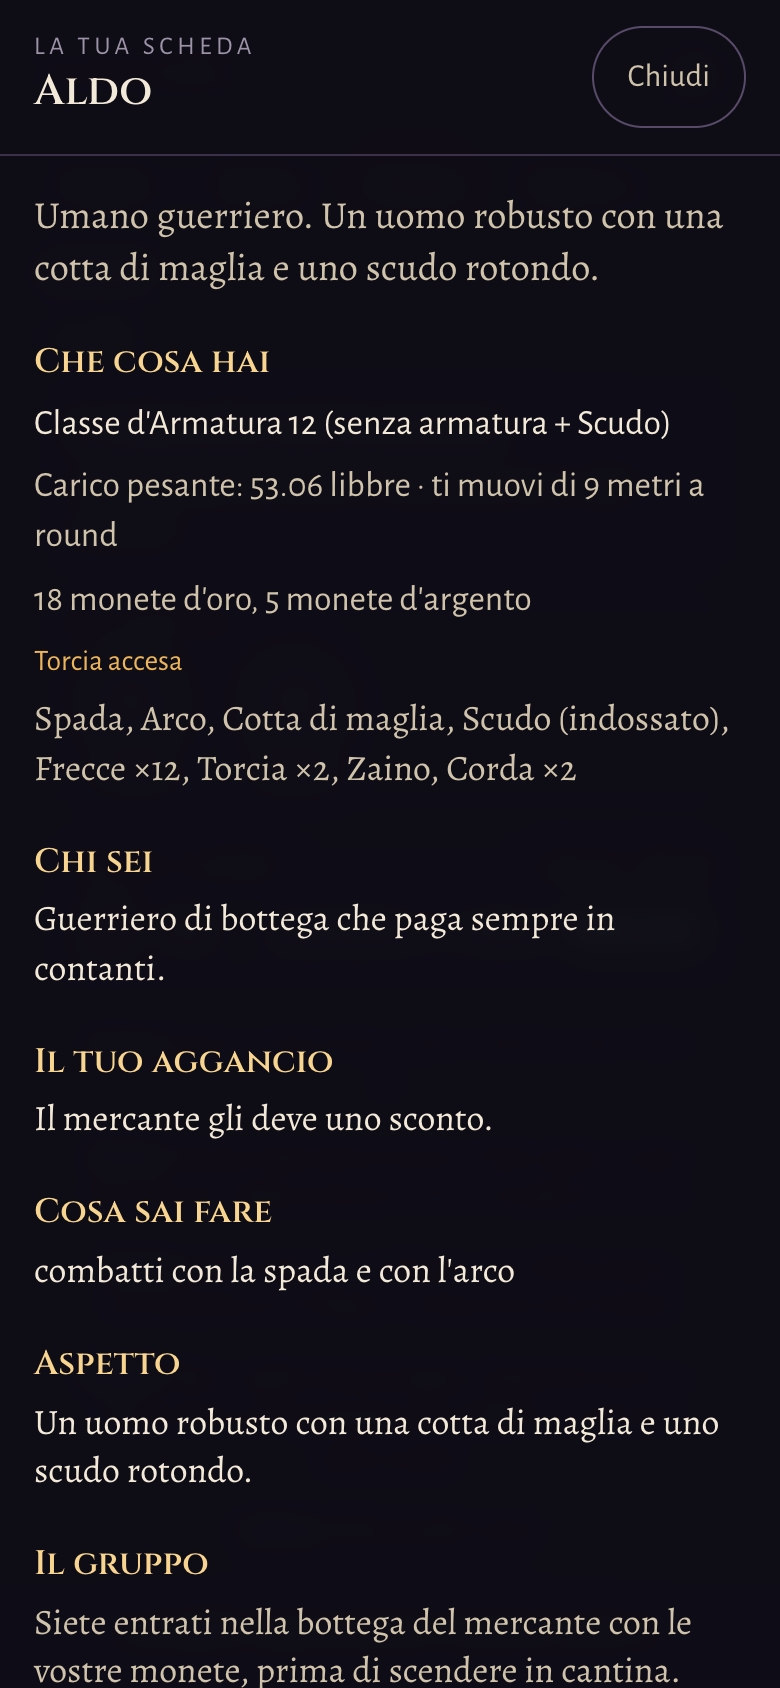 LA TUA SCHEDA
ALDO
Chiudi
Umano guerriero. Un uomo robusto con una
cotta di maglia e uno scudo rotondo.
CHE COSA HAI
Classe d'Armatura 12 (senza armatura + Scudo)
Carico pesante: 53.06 libbre · ti muovi di 9 metri a
round
18 monete d'oro, 5 monete d'argento
Torcia accesa
Spada, Arco, Cotta di maglia, Scudo (indossato),
Frecce ×12, Torcia ×2, Zaino, Corda ×2
CHI SEI
Guerriero di bottega che paga sempre in
contanti.
IL TUO AGGANCIO
Il mercante gli deve uno sconto.
COSA SAI FARE
combatti con la spada e con l'arco
ASPETTO
Un uomo robusto con una cotta di maglia e uno
scudo rotondo.
IL GRUPPO
Siete entrati nella bottega del mercante con le
vostre monete, prima di scendere in cantina.